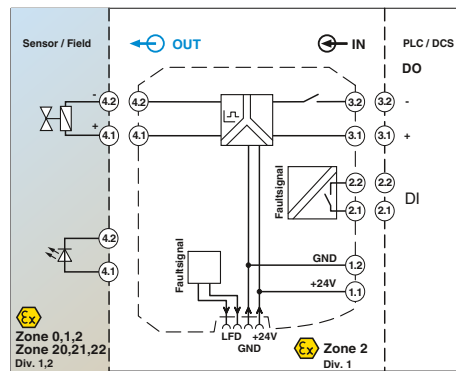 Sensor / Field
OUT
IN
PLC / DCS
DO
-
4.2
4.2
3.2
3.2
-
+
4.1
4.1
3.1
3.1
+
Faultsignal
2.2
2.2
DI
2.1
2.1
4.2
4.1
Faultsignal
GND
1.2
+24V
1.1
LFD
+24V
GND
Ex
Zone 0,1,2
Zone 20,21,22
Div. 1,2
Ex
Zone 2
Div. 1